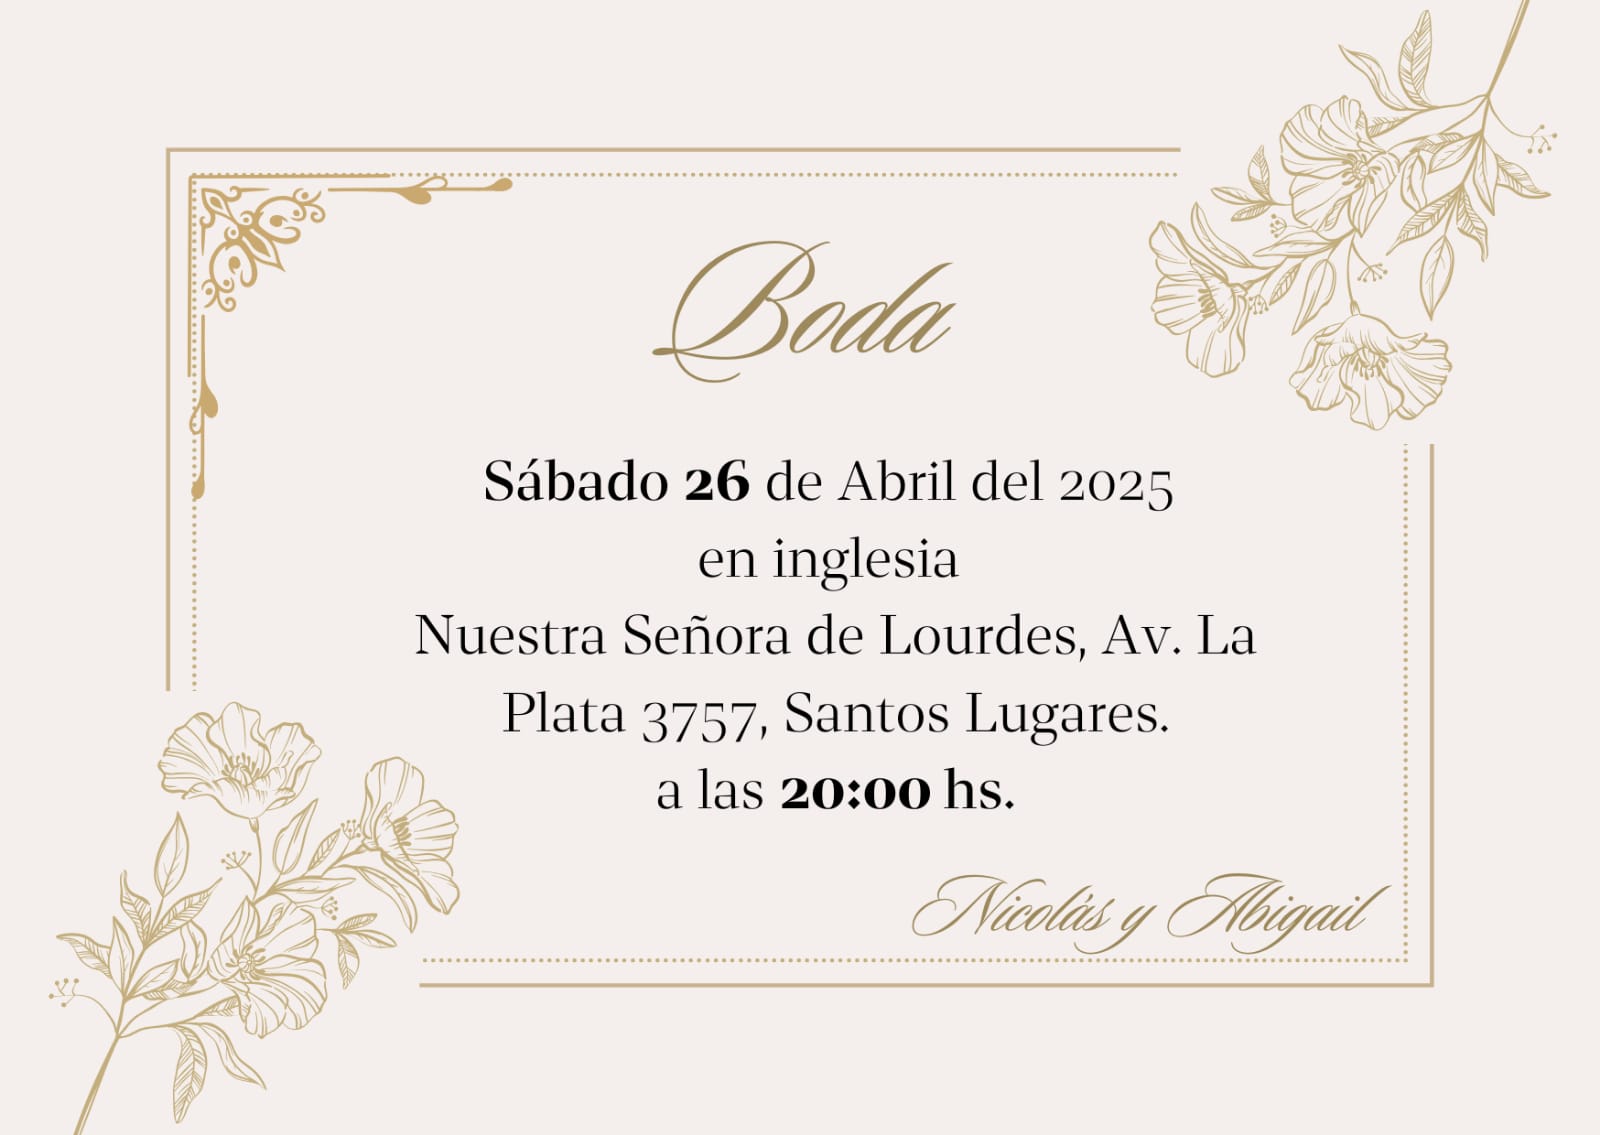 Boda
Sábado 26 de Abril del 2025
en inglesia
Nuestra Señora de Lourdes, Av. La
Plata 3757, Santos Lugares.
a las 20:00 hs.
Nicolás y Abigail